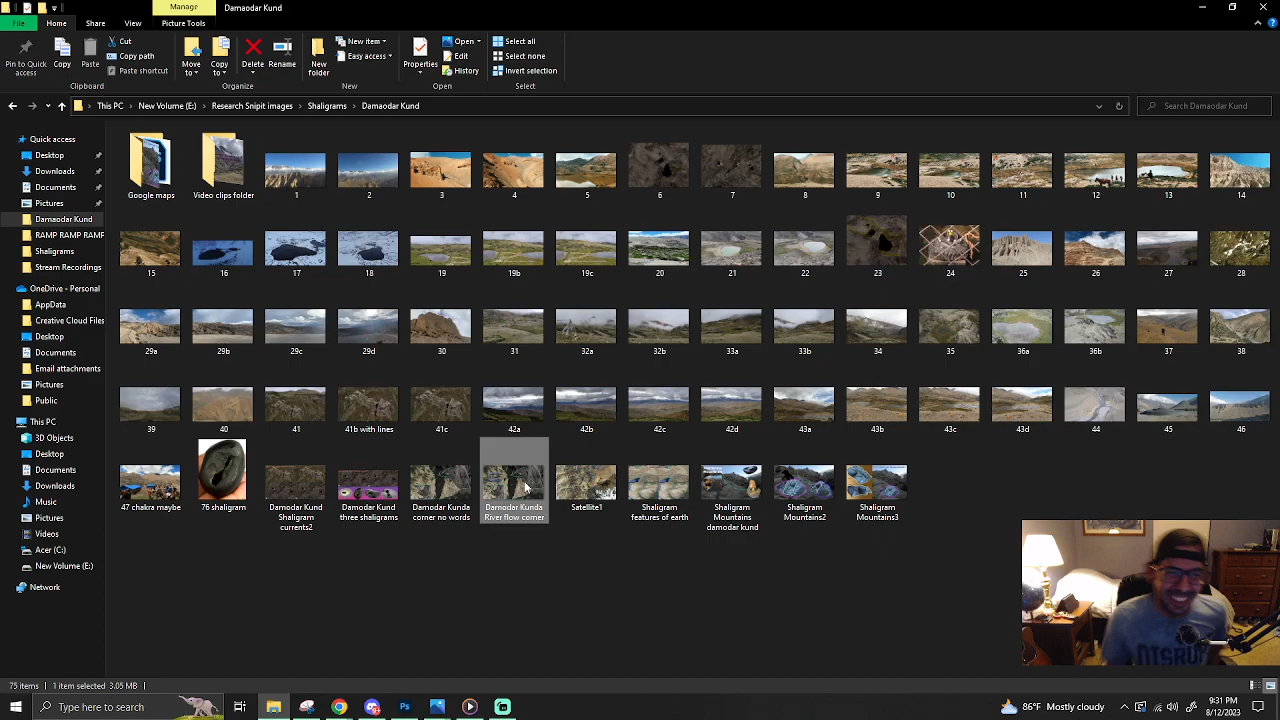 Manage
Damaodar Kund
File
Home
Share
View
Picture Tools
Pin to Quick access
Copy
Paste
Cut
Copy path
Paste shortcut
Clipboard
Move to
Copy to
Delete
Rename
Organize
New folder
New item
Easy access
New
Properties
Open
Edit
History
Open
Select all
Select none
Invert selection
Select
This PC > New Volume (E:) > Research Snipit images > Shaligrams > Damaodar Kund
Search Damaodar Kund
Quick access
Desktop
Downloads
Documents
Pictures
Damaodar Kund
RAMP RAMP RAMP
Shaligrams
Stream Recordings
OneDrive - Personal
AppData
Creative Cloud Files
Desktop
Documents
Email attachments
Pictures
Public
This PC
3D Objects
Desktop
Documents
Downloads
Music
Pictures
Videos
Acer (C:)
New Volume (E:)
Network
Google maps
Video clips folder
1
2
3
4
5
6
7
8
9
10
11
12
13
14
15
16
17
18
19
19b
19c
20
21
22
23
24
25
26
27
28
29a
29b
29c
29d
30
31
32a
32b
33a
33b
34
35
36a
36b
37
38
39
40
41
41b with lines
41c
42a
42b
42c
42d
43a
43b
43c
43d
44
45
46
47 chakra maybe
76 shaligram
Damodar Kund Shaligram currents2
Damodar Kund three shaligrams
Damodar Kunda corner no words
Damodar Kunda River flow corner
Satellite1
Shaligram features of earth
Shaligram Mountains damodar kund
Shaligram Mountains2
Shaligram Mountains3
DISRU
75 items
1 item selected 3.05 MB
Type here to search
86°F Mostly cloudy
9:31 PM
8/12/2023